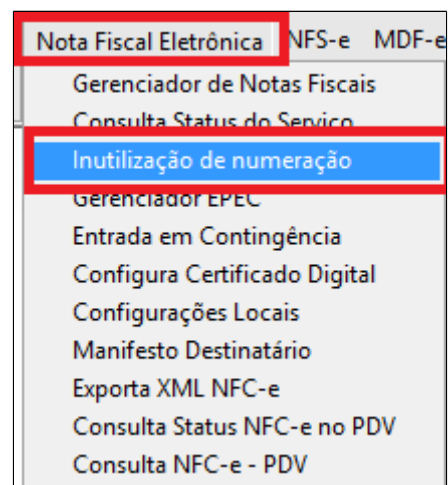 Nota Fiscal Eletrônica NFS-e MDF-e
Gerenciador de Notas Fiscais
Consulta Status do Serviço
Inutilização de numeração
Gerenciador EPEC
Entrada em Contingência
Configura Certificado Digital
Configurações Locais
Manifesto Destinatário
Exporta XML NFC-e
Consulta Status NFC-e no PDV
Consulta NFC-e - PDV